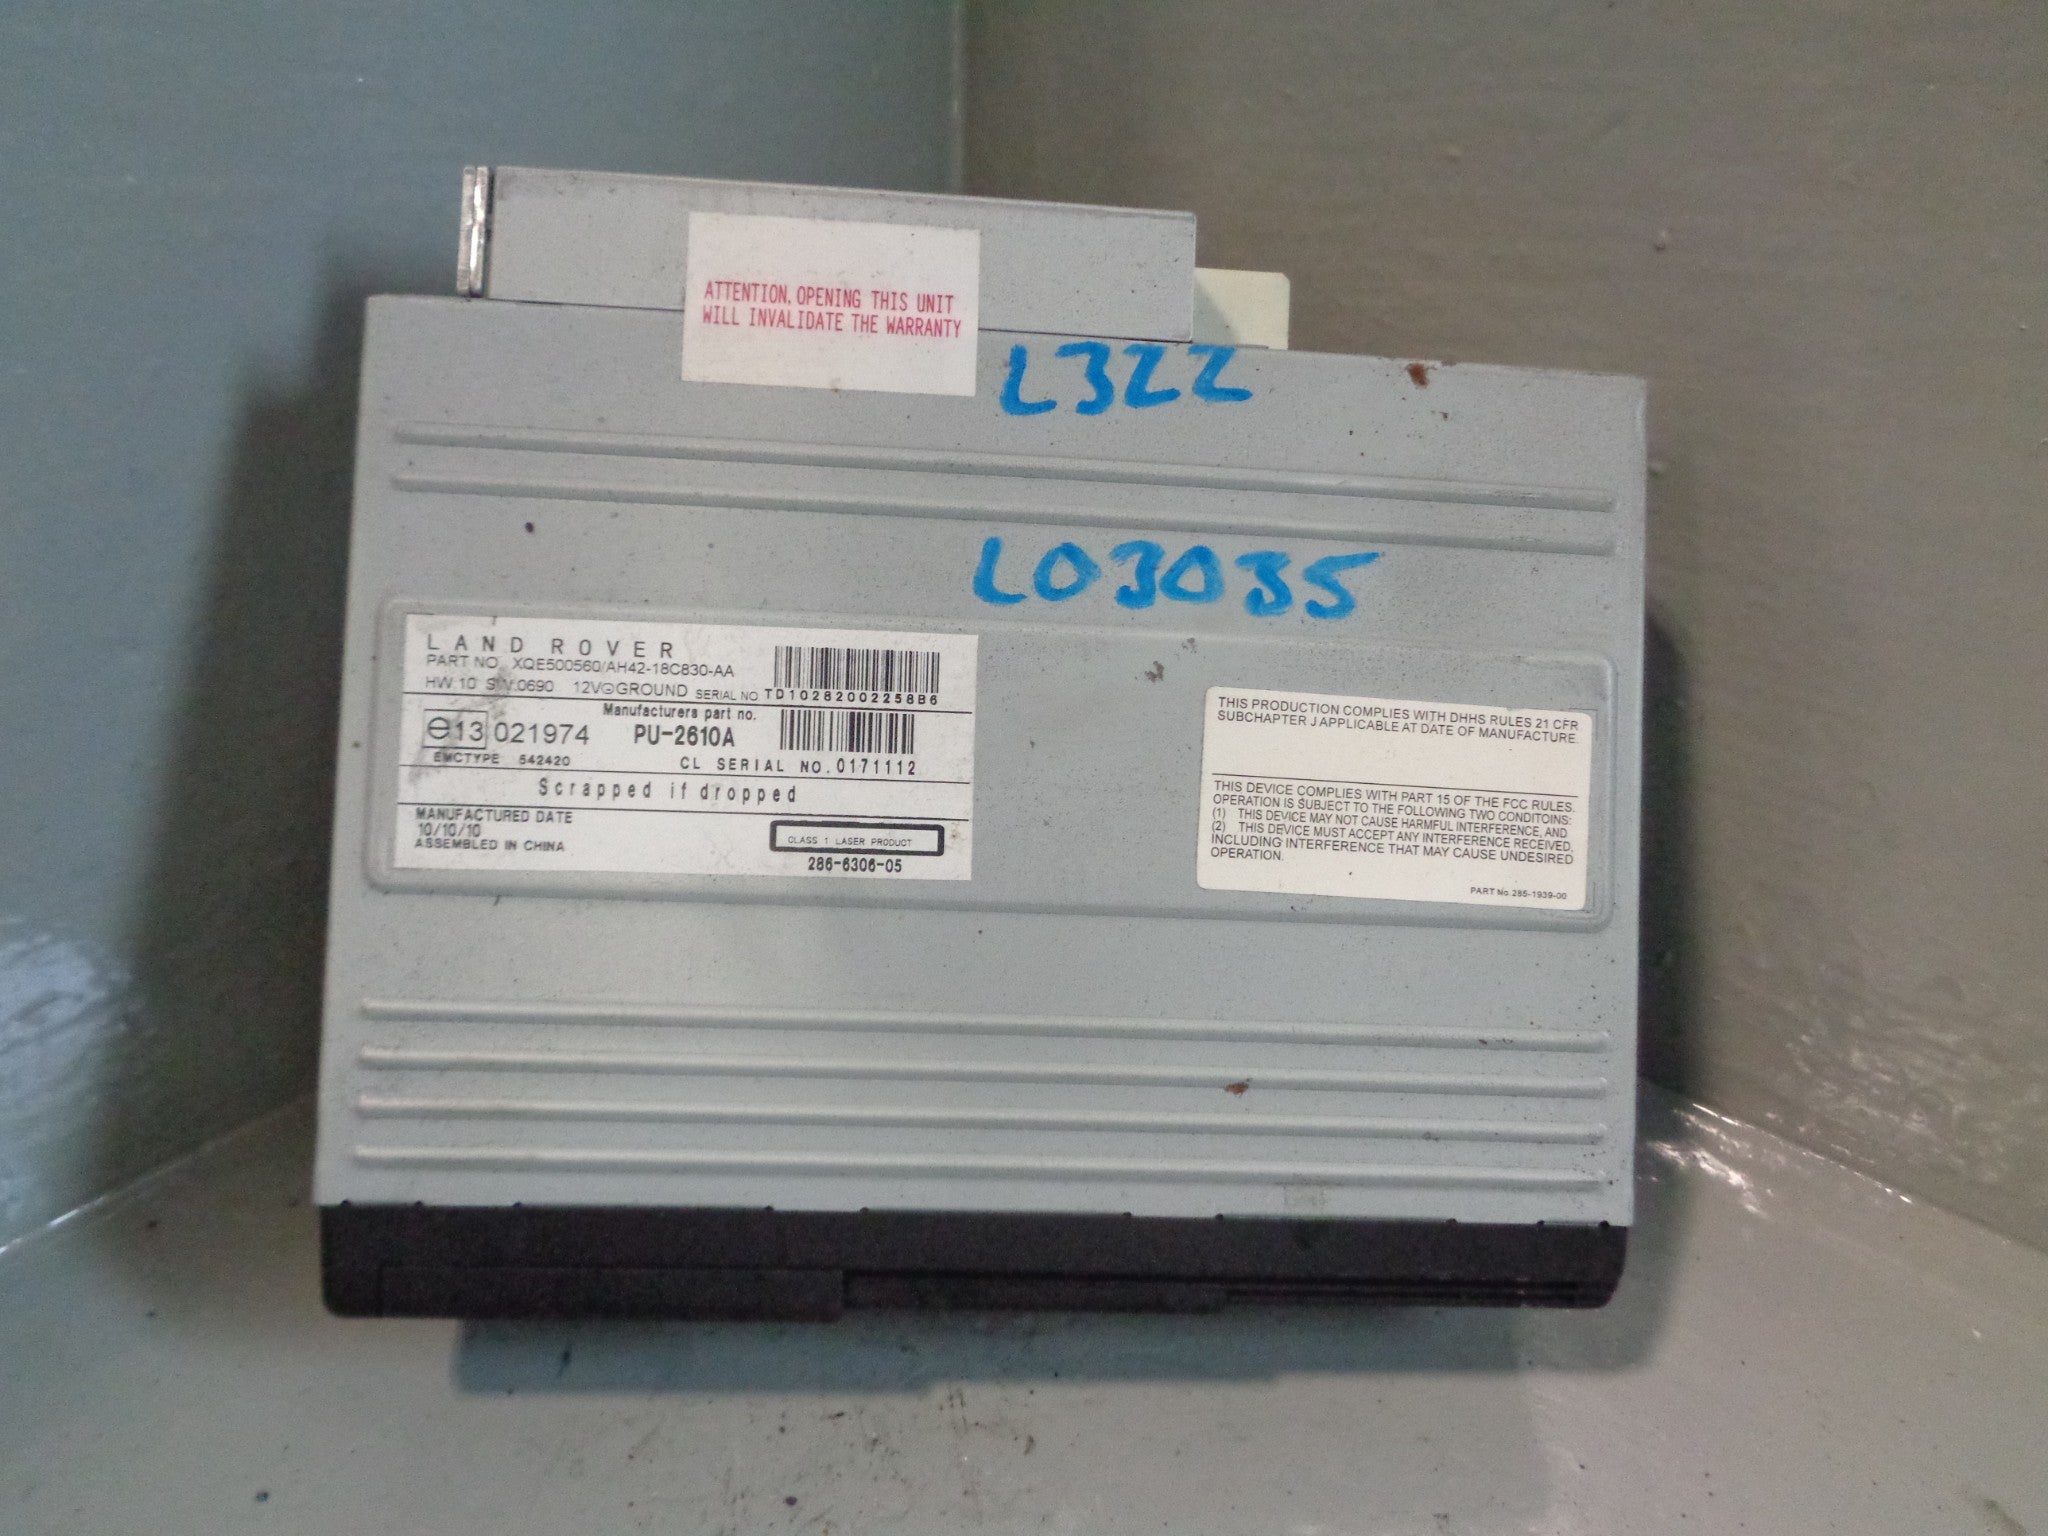 ATTENTION, OPENING THIS UNIT
WILL INVALIDATE THE WARRANTY
L322
L03035
LAND ROVER
PART NO. XQE500560/AH42-18C830-AA
HW.10 SW.0690 12V⊖GROUND SERIAL NO TD10282002258B6
Manufacturers part no.
e13 021974 PU-2610A
EMCTYPE 542420 CL SERIAL NO.0171112
Scrapped if dropped
MANUFACTURED DATE
10/10/10
ASSEMBLED IN CHINA
CLASS 1 LASER PRODUCT
286-6306-05
THIS PRODUCTION COMPLIES WITH DHHS RULES 21 CFR
SUBCHAPTER J APPLICABLE AT DATE OF MANUFACTURE.
THIS DEVICE COMPLIES WITH PART 15 OF THE FCC RULES.
OPERATION IS SUBJECT TO THE FOLLOWING TWO CONDITOINS:
(1) THIS DEVICE MAY NOT CAUSE HARMFUL INTERFERENCE, AND
(2) THIS DEVICE MUST ACCEPT ANY INTERFERENCE RECEIVED,
INCLUDING INTERFERENCE THAT MAY CAUSE UNDESIRED
OPERATION.
PART No. 285-1939-00